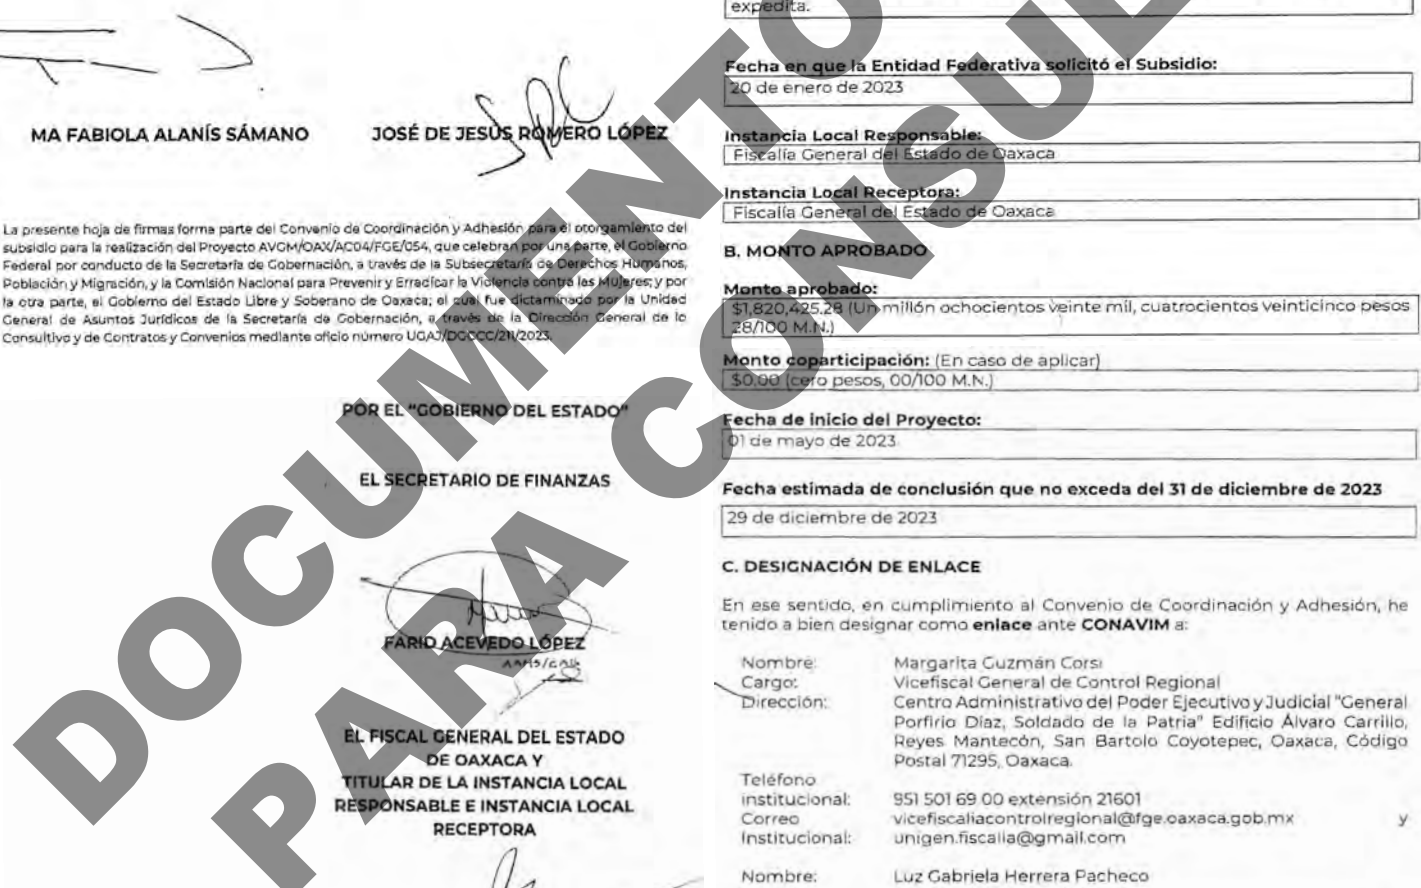 MA FABIOLA ALANÍS SÁMANO
JOSÉ DE JESÚS ROMERO LÓPEZ
La presente hoja de firmas forma parte del Convenio de Coordinación y Adhesión para el otorgamiento del
subsidio para la realización del Proyecto AVGM/OAX/AC04/FGE/054, que celebran por una parte, el Gobierno
Federal por conducto de la Secretaría de Gobernación, a través de la Subsecretaría de Derechos Humanos,
Población y Migración, y la Comisión Nacional para Prevenir y Erradicar la Violencia contra las Mujeres; y por
la otra parte, el Gobierno del Estado Libre y Soberano de Oaxaca; el cual fue dictaminado por la Unidad
General de Asuntos Jurídicos de la Secretaría de Gobernación, a través de la Dirección General de lo
Consultivo y de Contratos y Convenios mediante oficio número UGAJ/DGCCC/211/2023.
POR EL "GOBIERNO DEL ESTADO"
EL SECRETARIO DE FINANZAS
FARID ACEVEDO LÓPEZ
EL FISCAL GENERAL DEL ESTADO
DE OAXACA Y
TITULAR DE LA INSTANCIA LOCAL
RESPONSABLE E INSTANCIA LOCAL
RECEPTORA
expedita.
Fecha en que la Entidad Federativa solicitó el Subsidio:
20 de enero de 2023
Instancia Local Responsable:
Fiscalía General del Estado de Oaxaca
Instancia Local Receptora:
Fiscalía General del Estado de Oaxaca
B. MONTO APROBADO
Monto aprobado:
$1,820,425.28 (Un millón ochocientos veinte mil, cuatrocientos veinticinco pesos
28/100 M.N.)
Monto coparticipación: (En caso de aplicar)
$0.00 (cero pesos, 00/100 M.N.)
Fecha de inicio del Proyecto:
01 de mayo de 2023
Fecha estimada de conclusión que no exceda del 31 de diciembre de 2023
29 de diciembre de 2023
C. DESIGNACIÓN DE ENLACE
En ese sentido, en cumplimiento al Convenio de Coordinación y Adhesión, he
tenido a bien designar como enlace ante CONAVIM a:
Nombre: Margarita Guzmán Corsi
Cargo: Vicefiscal General de Control Regional
Dirección: Centro Administrativo del Poder Ejecutivo y Judicial "General
Porfirio Díaz, Soldado de la Patria" Edificio Álvaro Carrillo,
Reyes Mantecón, San Bartolo Coyotepec, Oaxaca, Código
Postal 71295, Oaxaca.
Teléfono
institucional: 951 501 69 00 extensión 21601
Correo vicefiscaliacontrolregional@fge.oaxaca.gob.mx y
Institucional: unigen.fiscalia@gmail.com
Nombre: Luz Gabriela Herrera Pacheco
DOCUMENTO
PARA CONSUL